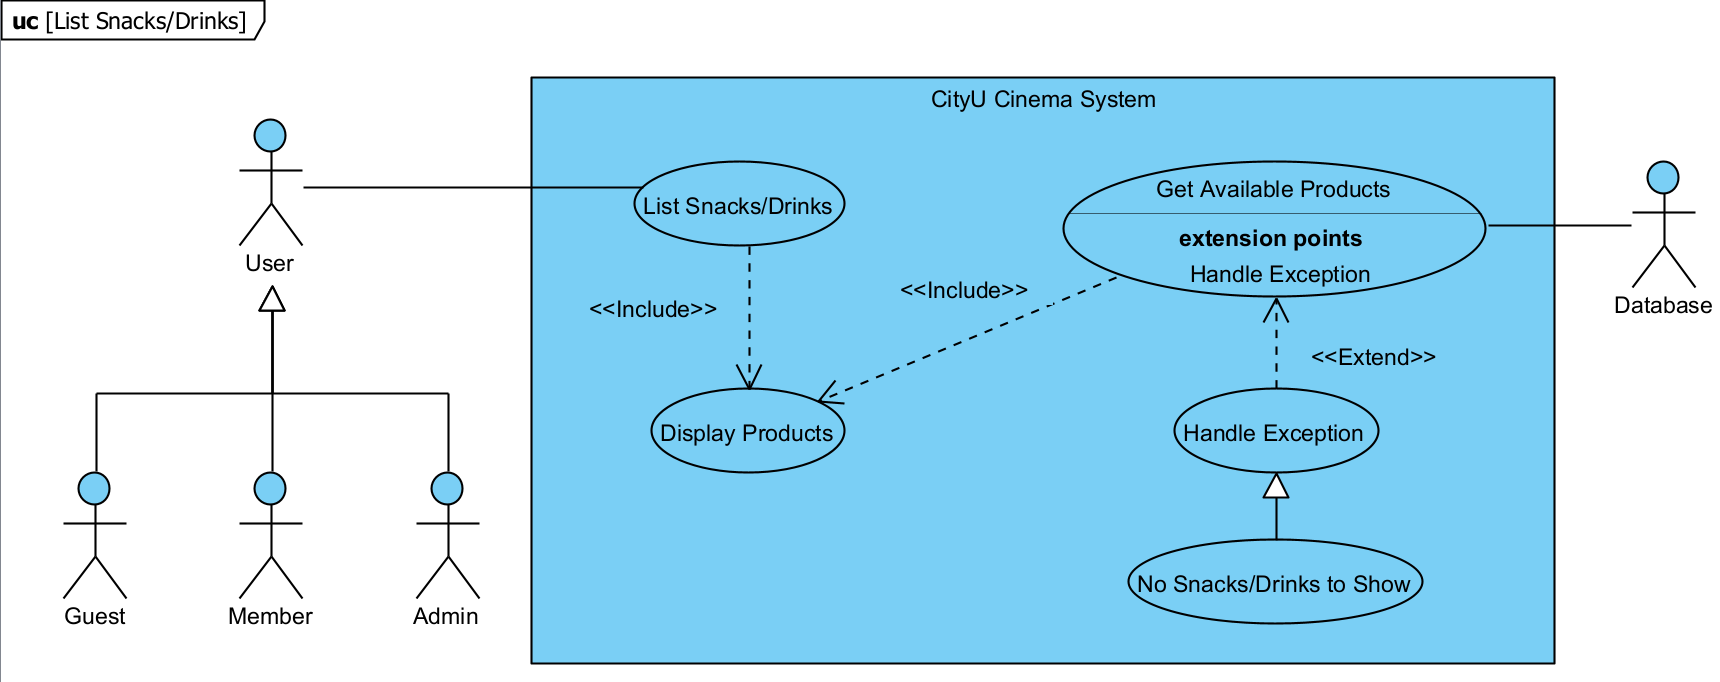 uc [List Snacks/Drinks]
CityU Cinema System
List Snacks/Drinks
Get Available Products
extension points
Handle Exception
User
Database
<<Include>>
<<Include>>
<<Extend>>
Display Products
Handle Exception
No Snacks/Drinks to Show
Guest
Member
Admin